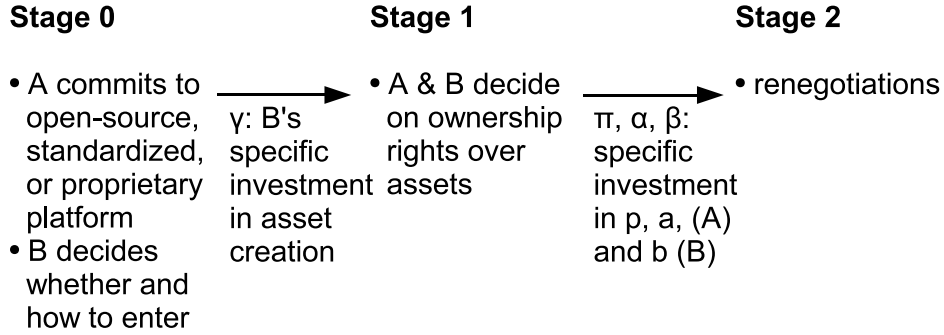 Stage 0
• A commits to
open-source,
standardized,
or proprietary
platform
• B decides
whether and
how to enter
γ: B's
specific
investment
in asset
creation
Stage 1
• A & B decide
on ownership
rights over
assets
π, α, β:
specific
investment
in p, a, (A)
and b (B)
Stage 2
• renegotiations